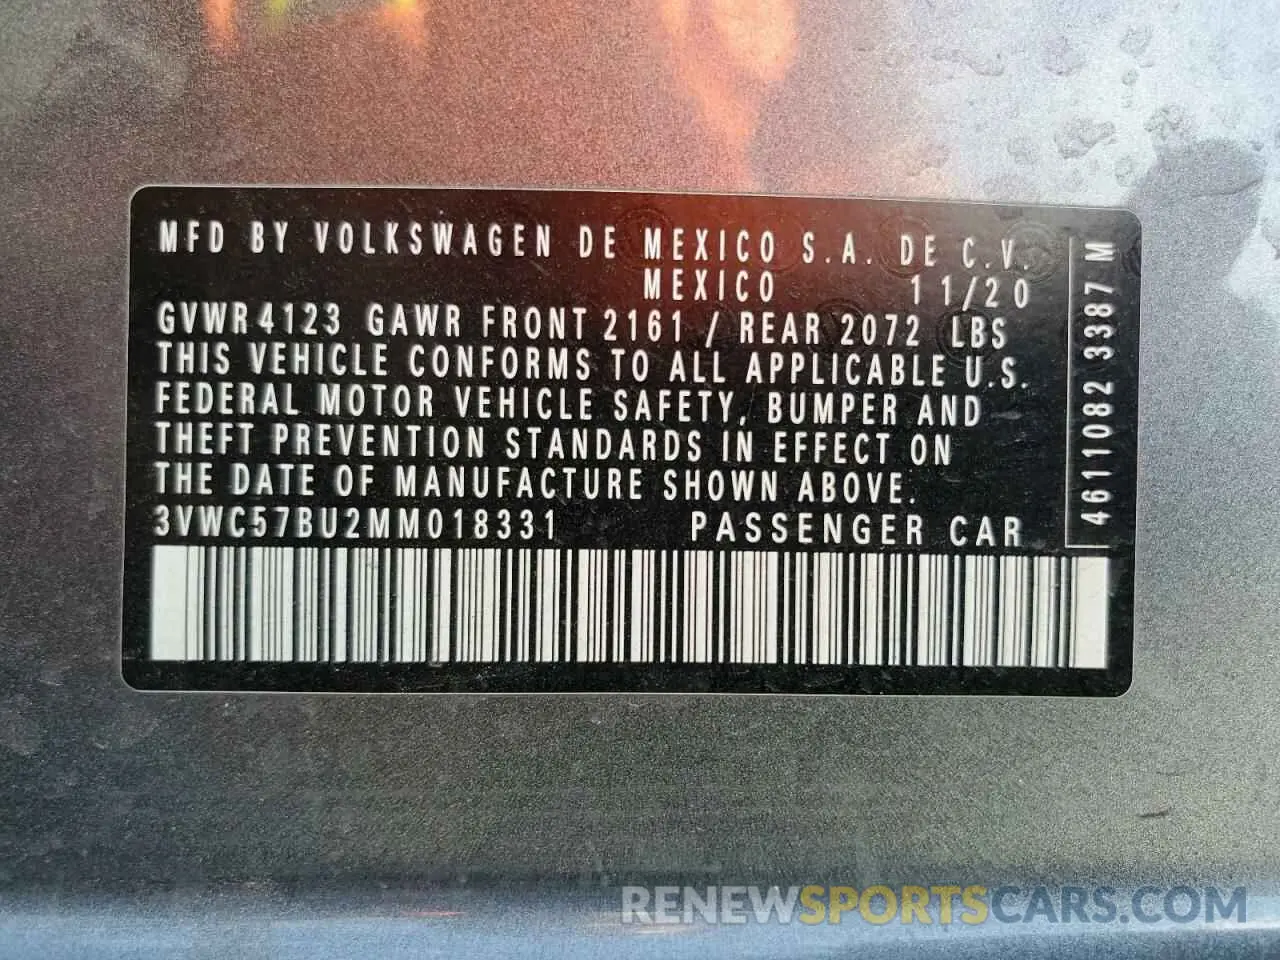 MFD BY VOLKSWAGEN DE MEXICO S.A. DE C.V.
MEXICO 11/20
GVWR 4123 GAWR FRONT 2161 / REAR 2072 LBS
THIS VEHICLE CONFORMS TO ALL APPLICABLE U.S.
FEDERAL MOTOR VEHICLE SAFETY, BUMPER AND
THEFT PREVENTION STANDARDS IN EFFECT ON
THE DATE OF MANUFACTURE SHOWN ABOVE.
3VWC57BU2MM018331 PASSENGER CAR
4611082 3387 M
RENEWSPORTSCARS.COM